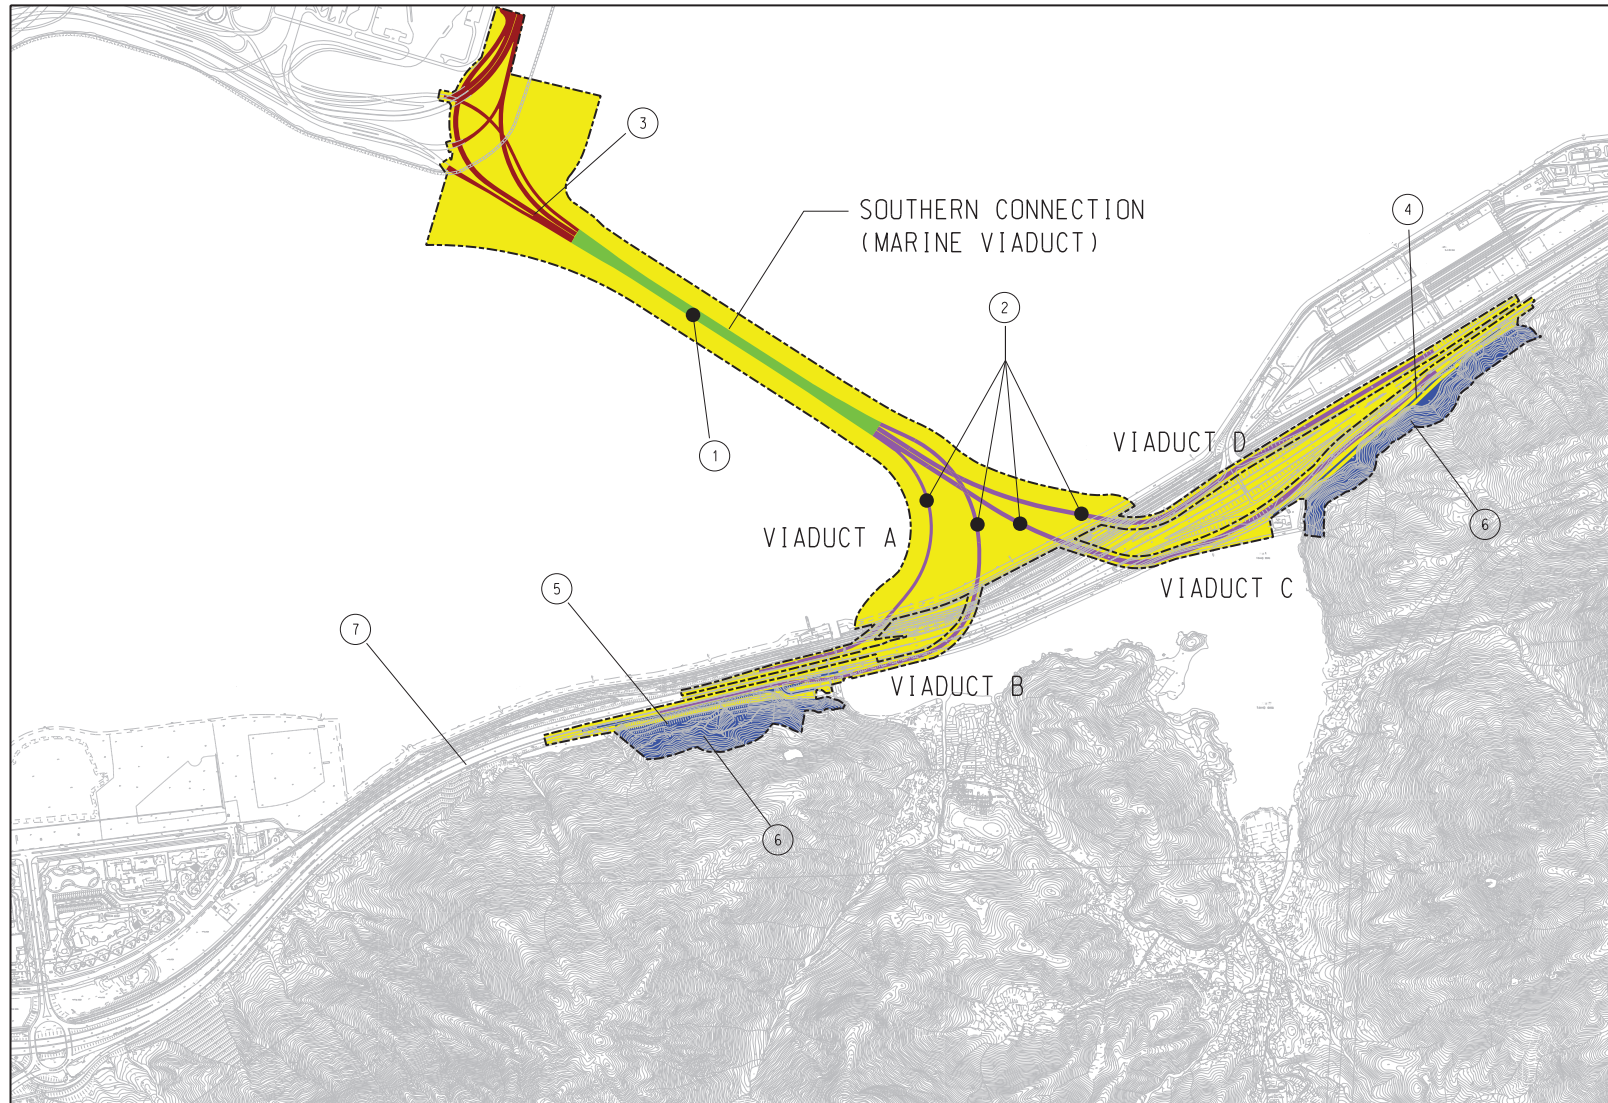 3
SOUTHERN CONNECTION
(MARINE VIADUCT)
4
2
VIADUCT D
1
6
VIADUCT A
VIADUCT C
5
7
VIADUCT B
6